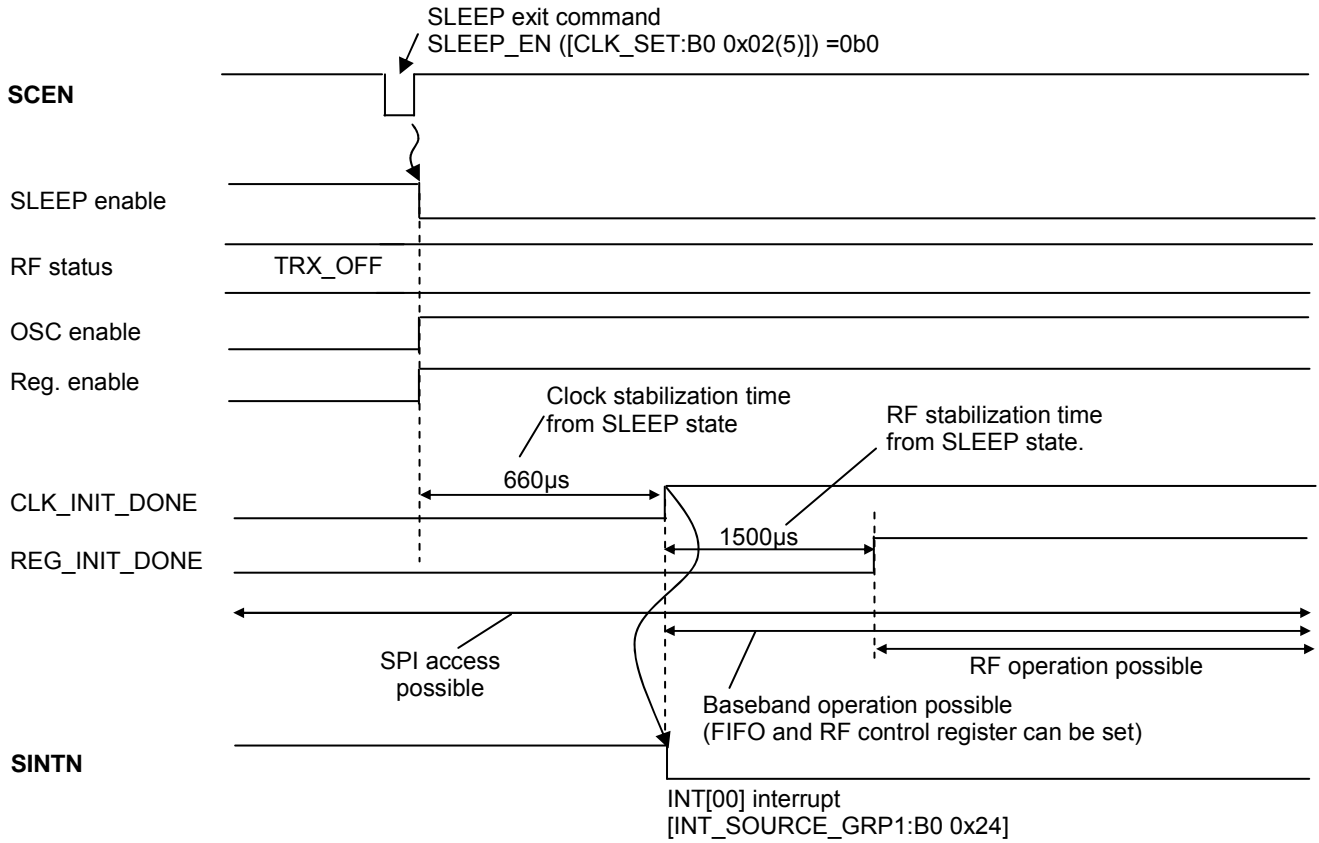 SLEEP exit command
SLEEP_EN ([CLK_SET:B0 0x02(5)]) =0b0
SCEN
SLEEP enable
RF status
TRX_OFF
OSC enable
Reg. enable
Clock stabilization time
from SLEEP state
RF stabilization time
from SLEEP state.
660µs
CLK_INIT_DONE
1500µs
REG_INIT_DONE
SPI access
possible
RF operation possible
Baseband operation possible
(FIFO and RF control register can be set)
SINTN
INT[00] interrupt
[INT_SOURCE_GRP1:B0 0x24]